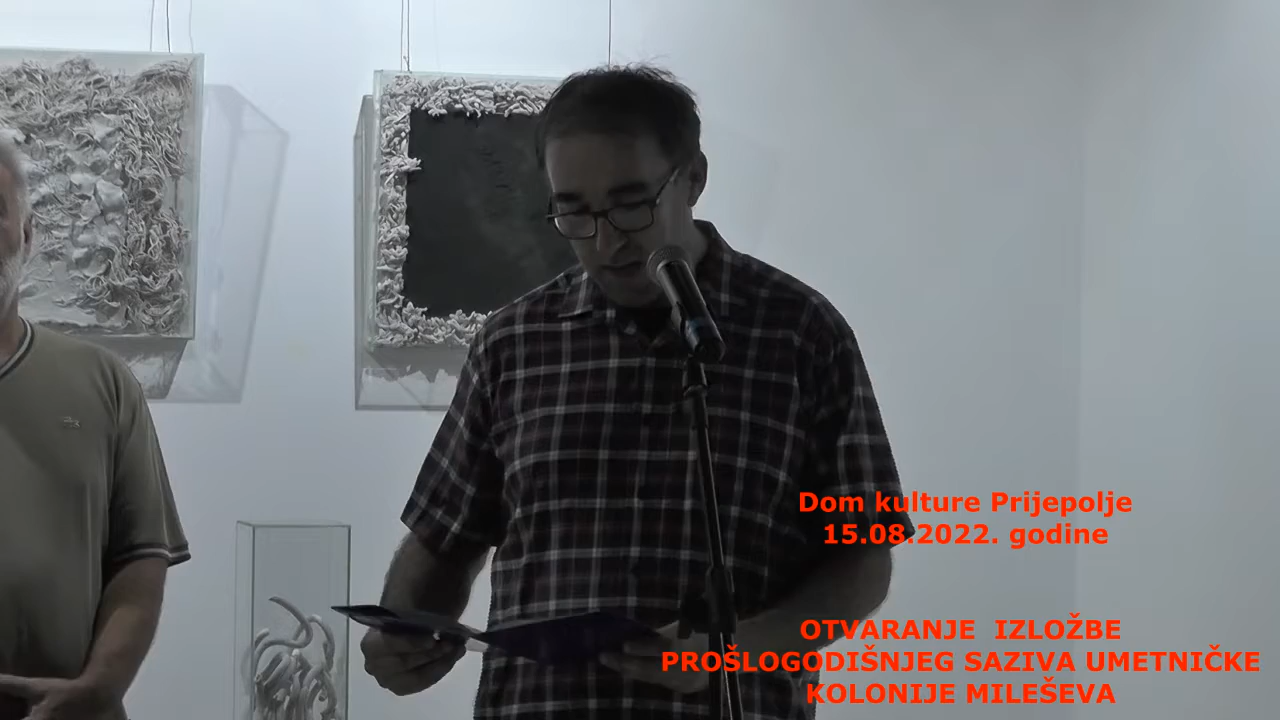 Dom kulture Prijepolje
15.08.2022. godine
OTVARANJE IZLOŽBE
PROŠLOGODIŠNJEG SAZIVA UMETNIČKE
KOLONIJE MILEŠEVA